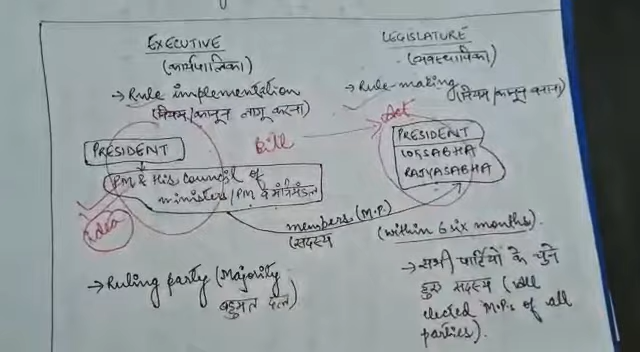 EXECUTIVE
(कार्यपालिका)
→ Rule implementation
(नियम/कानून लागू करना)
PRESIDENT
PM & His Council of
ministers/PM व मंत्रिमंडल
idea
Bill
→ Ruling party (Majority
बहुमत दल)
members (M.P.)
(सदस्य
LEGISLATURE
(व्यवस्थापिका)
→ Rule-making
(नियम/कानून बनाना)
Act
PRESIDENT
LOKSABHA
RAJYASABHA
(within 6 six months).
→ सभी पार्टियों के चुने
हुए सदस्य (all
elected M.P.s of all
parties).